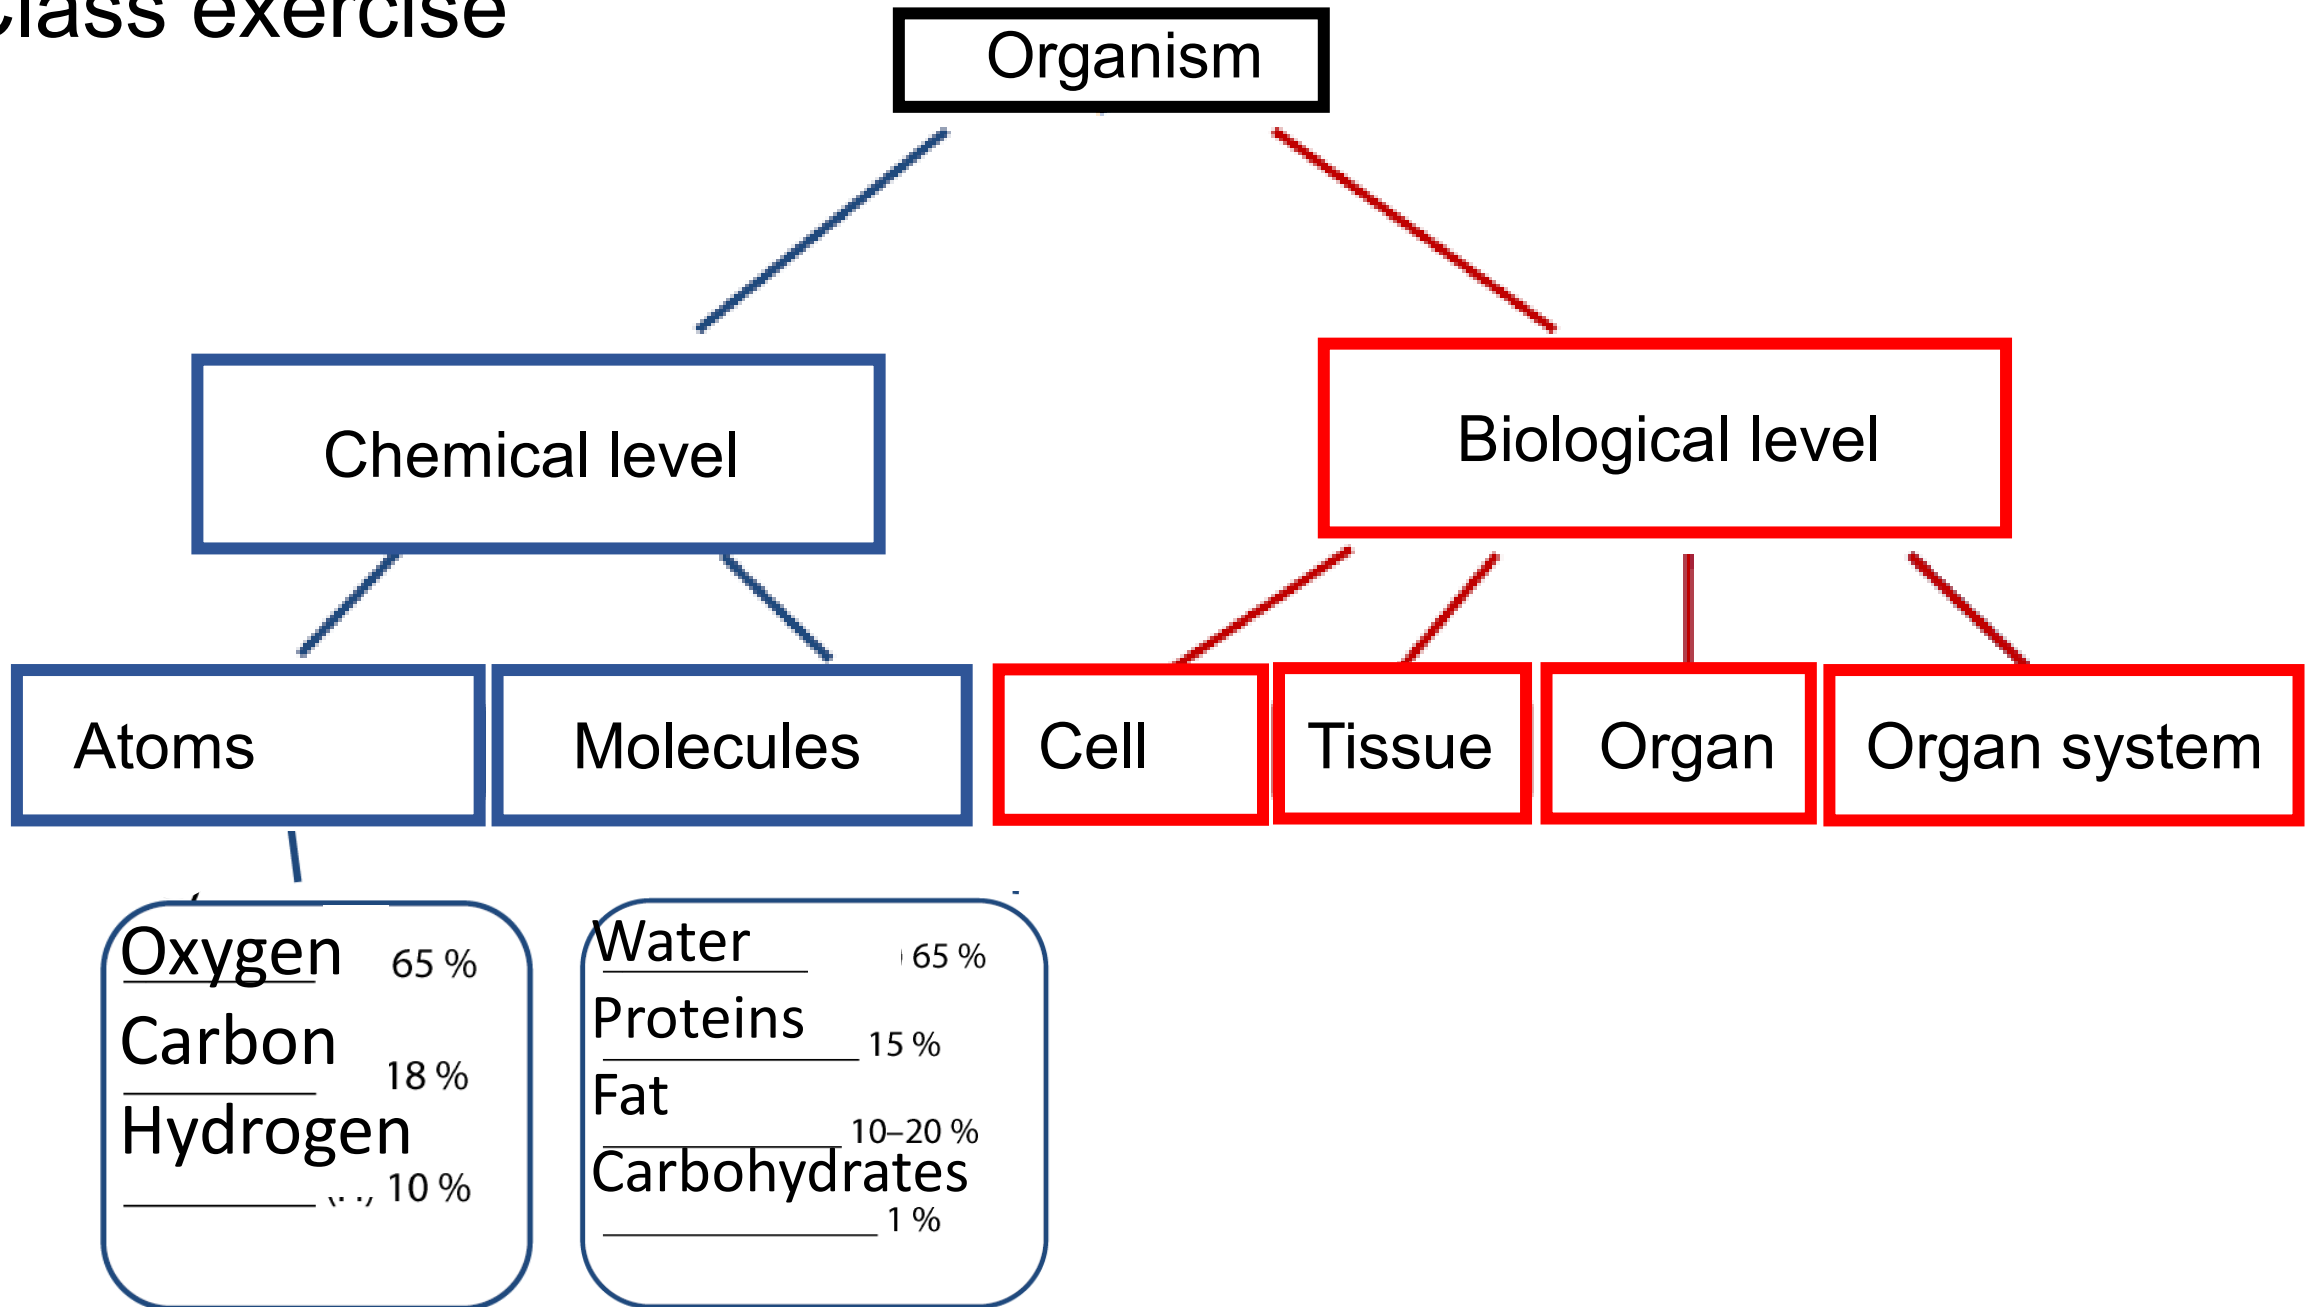 Class exercise
Organism
Chemical level
Biological level
Atoms
Molecules
Cell
Tissue
Organ
Organ system
Oxygen 65 %
Carbon 18 %
Hydrogen 10 %
Water 65 %
Proteins 15 %
Fat 10–20 %
Carbohydrates 1 %